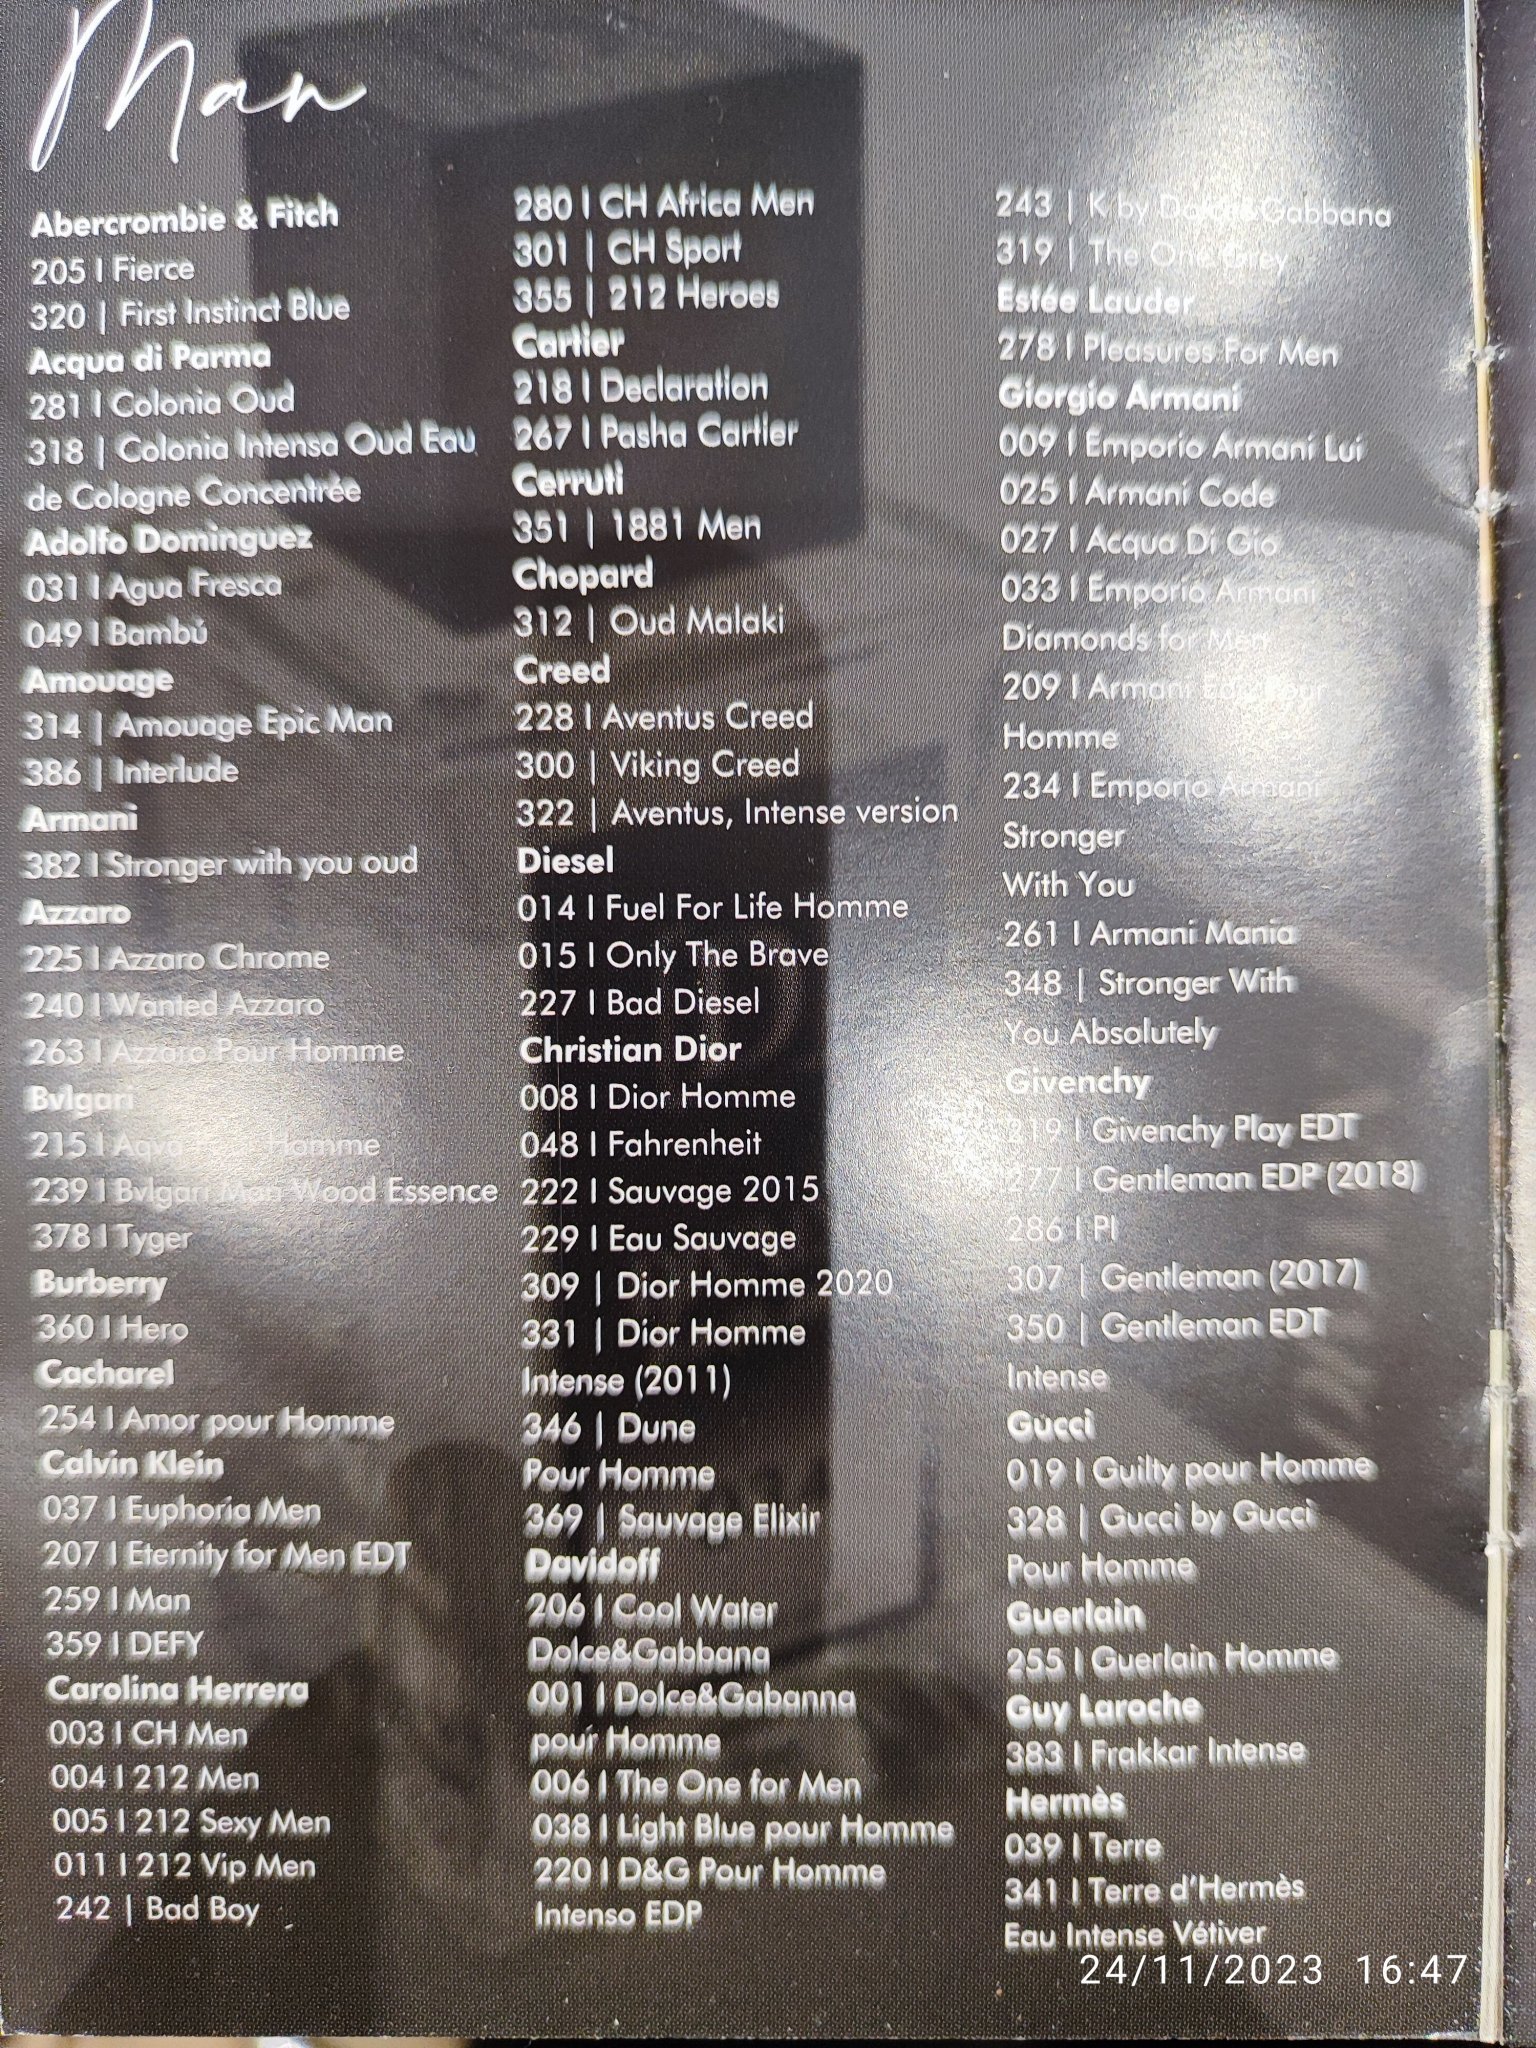 Man
Abercrombie & Fitch
205 | Fierce
320 | First Instinct Blue
Acqua di Parma
281 | Colonia Oud
318 | Colonia Intensa Oud Eau
de Cologne Concentrée
Adolfo Dominguez
031 | Agua Fresca
049 | Bambú
Amouage
314 | Amouage Epic Man
386 | Interlude
Armani
382 | Stronger with you oud
Azzaro
225 | Azzaro Chrome
240 | Wanted Azzaro
263 | Azzaro Pour Homme
Bvlgari
215 | Aqva Homme
239 | Bvlgari Man Wood Essence
378 | Tyger
Burberry
360 | Hero
Cacharel
254 | Amor pour Homme
Calvin Klein
037 | Euphoria Men
207 | Eternity for Men EDT
259 | Man
359 | DEFY
Carolina Herrera
003 | CH Men
004 | 212 Men
005 | 212 Sexy Men
011 | 212 Vip Men
242 | Bad Boy
280 | CH Africa Men
301 | CH Sport
355 | 212 Heroes
Cartier
218 | Declaration
267 | Pasha Cartier
Cerruti
351 | 1881 Men
Chopard
312 | Oud Malaki
Creed
228 | Aventus Creed
300 | Viking Creed
322 | Aventus, Intense version
Diesel
014 | Fuel For Life Homme
015 | Only The Brave
227 | Bad Diesel
Christian Dior
008 | Dior Homme
048 | Fahrenheit
222 | Sauvage 2015
229 | Eau Sauvage
309 | Dior Homme 2020
331 | Dior Homme
Intense (2011)
346 | Dune
Pour Homme
369 | Sauvage Elixir
Davidoff
206 | Cool Water
Dolce&Gabbana
001 | Dolce&Gabanna
pour Homme
006 | The One for Men
038 | Light Blue pour Homme
220 | D&G Pour Homme
Intenso EDP
243 | K by Dolce&Gabbana
319 | The One Grey
Estée Lauder
278 | Pleasures For Men
Giorgio Armani
009 | Emporio Armani Lui
025 | Armani Code
027 | Acqua Di Gio
033 | Emporio Armani
Diamonds for Men
209 | Armani Eau Pour
Homme
234 | Emporio Armani
Stronger
With You
261 | Armani Mania
348 | Stronger With
You Absolutely
Givenchy
219 | Givenchy Play EDT
277 | Gentleman EDP (2018)
286 | PI
307 | Gentleman (2017)
350 | Gentleman EDT
Intense
Gucci
019 | Guilty pour Homme
328 | Gucci by Gucci
Pour Homme
Guerlain
255 | Guerlain Homme
Guy Laroche
383 | Frakkar Intense
Hermès
039 | Terre
341 | Terre d'Hermès
Eau Intense Vétiver
24/11/2023 16:47